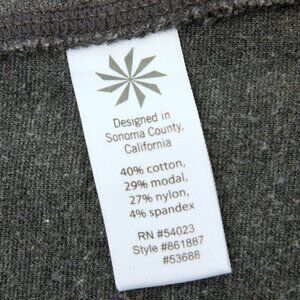 Designed in
Sonoma County,
California
40% cotton,
29% modal,
27% nylon,
4% spandex
RN #54023
Style #861887
#53688